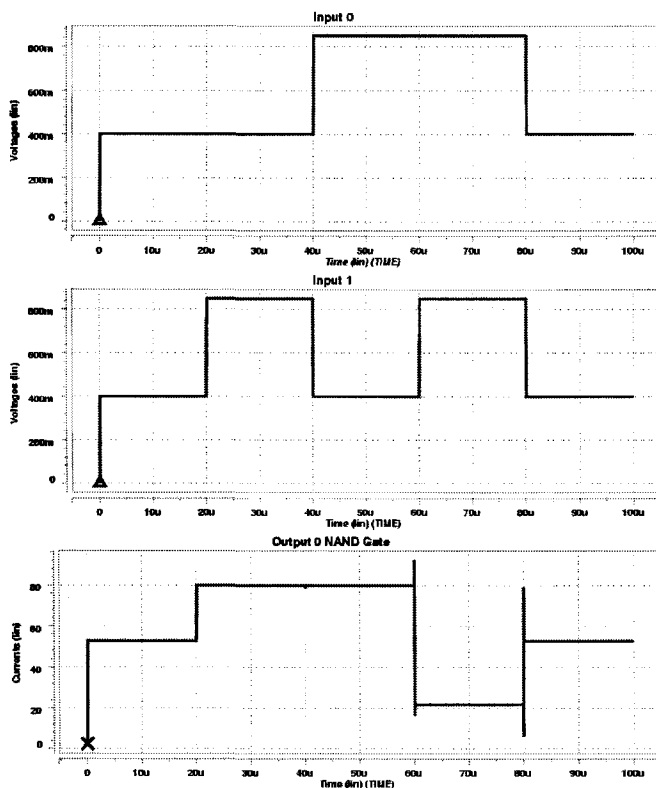 Input 0
800m
600m
400m
200m
0
Voltages (lin)
0 10u 20u 30u 40u 50u 60u 70u 80u 90u 100u
Time (lin) (TIME)
Input 1
800m
600m
400m
200m
0
Voltages (lin)
0 10u 20u 30u 40u 50u 60u 70u 80u 90u 100u
Time (lin) (TIME)
Output 0 NAND Gate
80
60
40
20
0
Currents (lin)
0 10u 20u 30u 40u 50u 60u 70u 80u 90u 100u
Time (lin) (TIME)